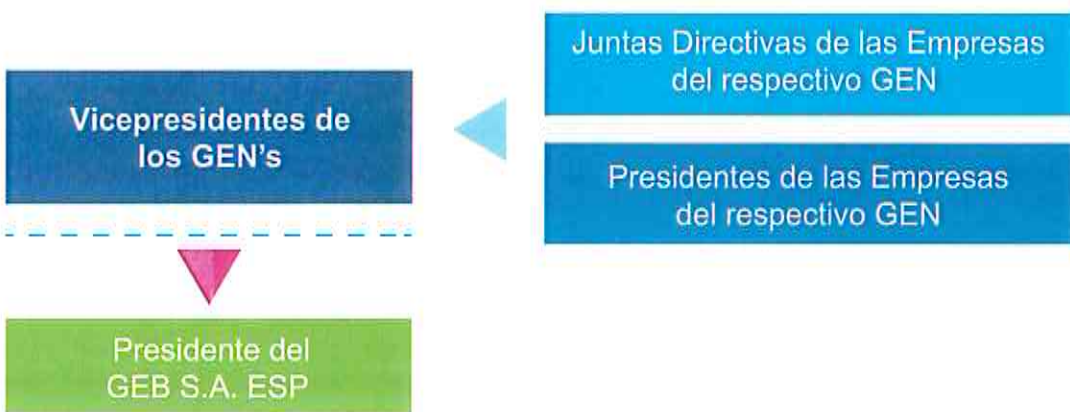 Juntas Directivas de las Empresas
del respectivo GEN
Vicepresidentes de
los GEN's
Presidentes de las Empresas
del respectivo GEN
Presidente del
GEB S.A. ESP